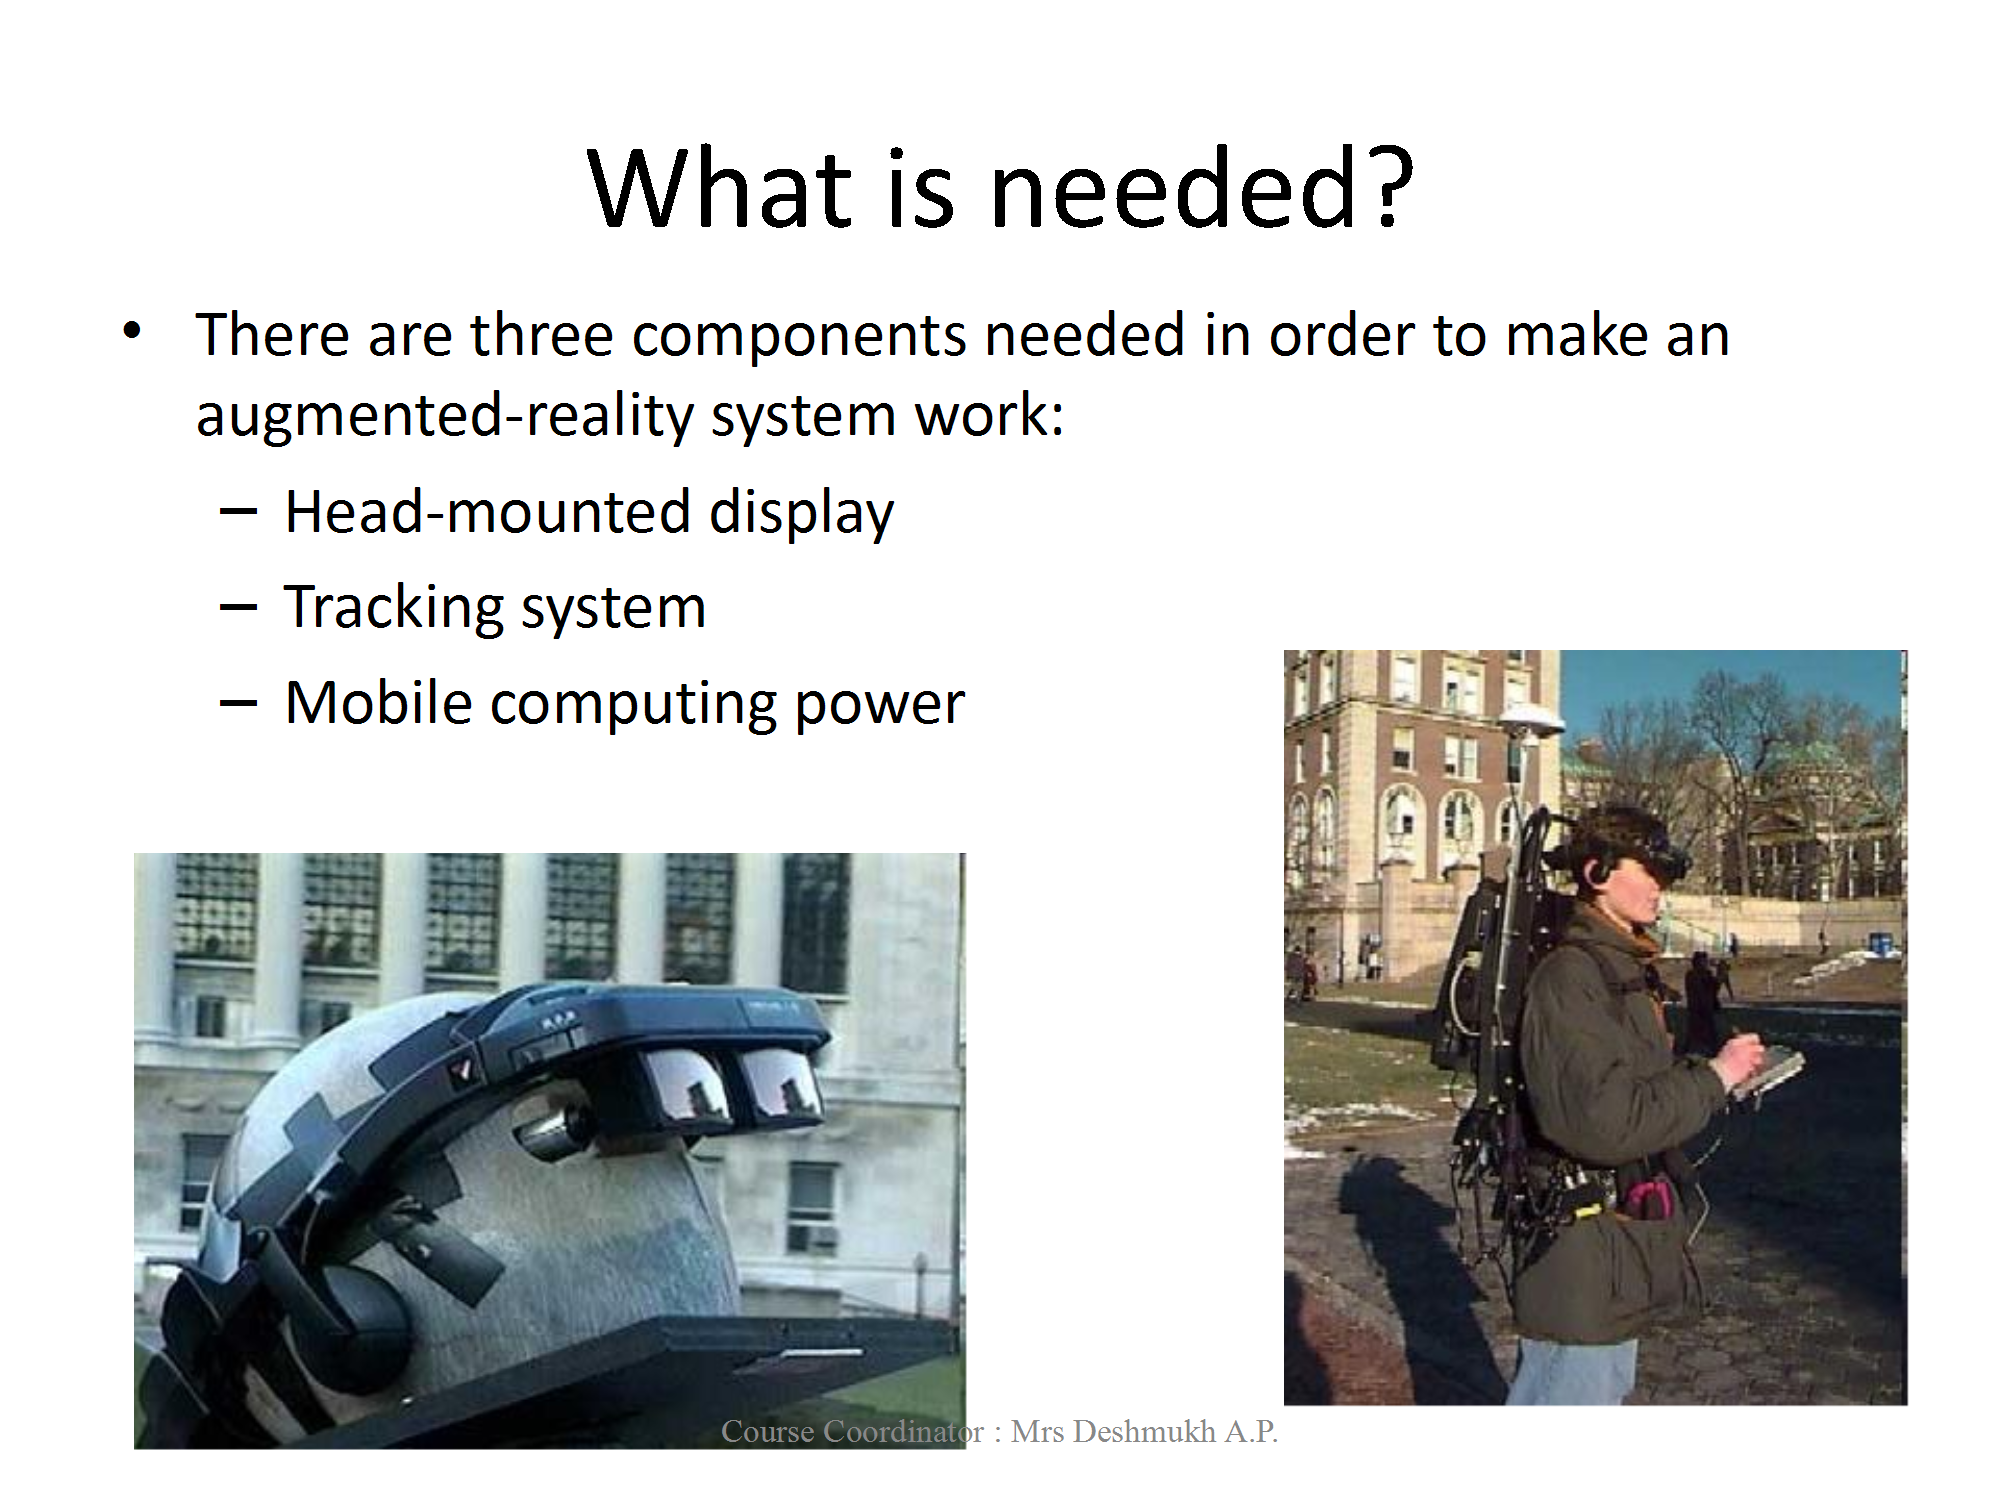 What is needed?
• There are three components needed in order to make an
augmented-reality system work:
– Head-mounted display
– Tracking system
– Mobile computing power
Course Coordinator : Mrs Deshmukh A.P.